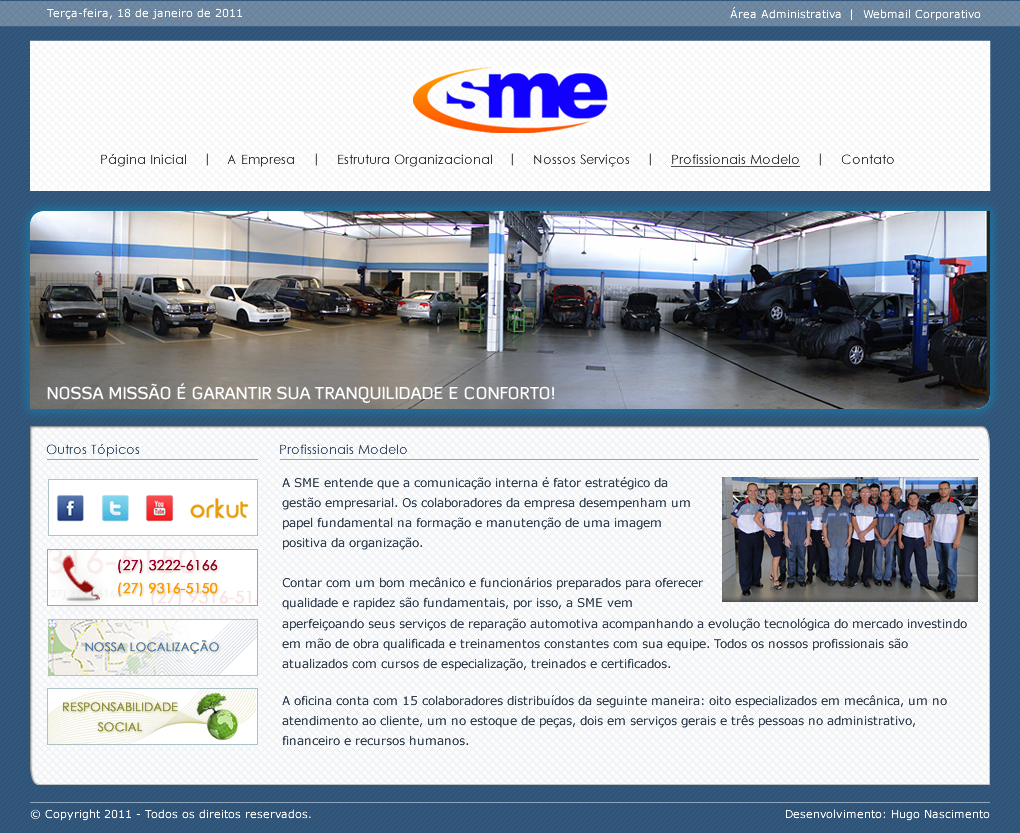 Terça-feira, 18 de janeiro de 2011
Área Administrativa | Webmail Corporativo
sme
Página Inicial | A Empresa | Estrutura Organizacional | Nossos Serviços | Profissionais Modelo | Contato
NOSSA MISSÃO É GARANTIR SUA TRANQUILIDADE E CONFORTO!
Outros Tópicos
f t You Tube orkut
(27) 3222-6166
(27) 9316-5150
NOSSA LOCALIZAÇÃO
RESPONSABILIDADE
SOCIAL
Profissionais Modelo
A SME entende que a comunicação interna é fator estratégico da
gestão empresarial. Os colaboradores da empresa desempenham um
papel fundamental na formação e manutenção de uma imagem
positiva da organização.
Contar com um bom mecânico e funcionários preparados para oferecer
qualidade e rapidez são fundamentais, por isso, a SME vem
aperfeiçoando seus serviços de reparação automotiva acompanhando a evolução tecnológica do mercado investindo
em mão de obra qualificada e treinamentos constantes com sua equipe. Todos os nossos profissionais são
atualizados com cursos de especialização, treinados e certificados.
A oficina conta com 15 colaboradores distribuídos da seguinte maneira: oito especializados em mecânica, um no
atendimento ao cliente, um no estoque de peças, dois em serviços gerais e três pessoas no administrativo,
financeiro e recursos humanos.
© Copyright 2011 - Todos os direitos reservados.
Desenvolvimento: Hugo Nascimento